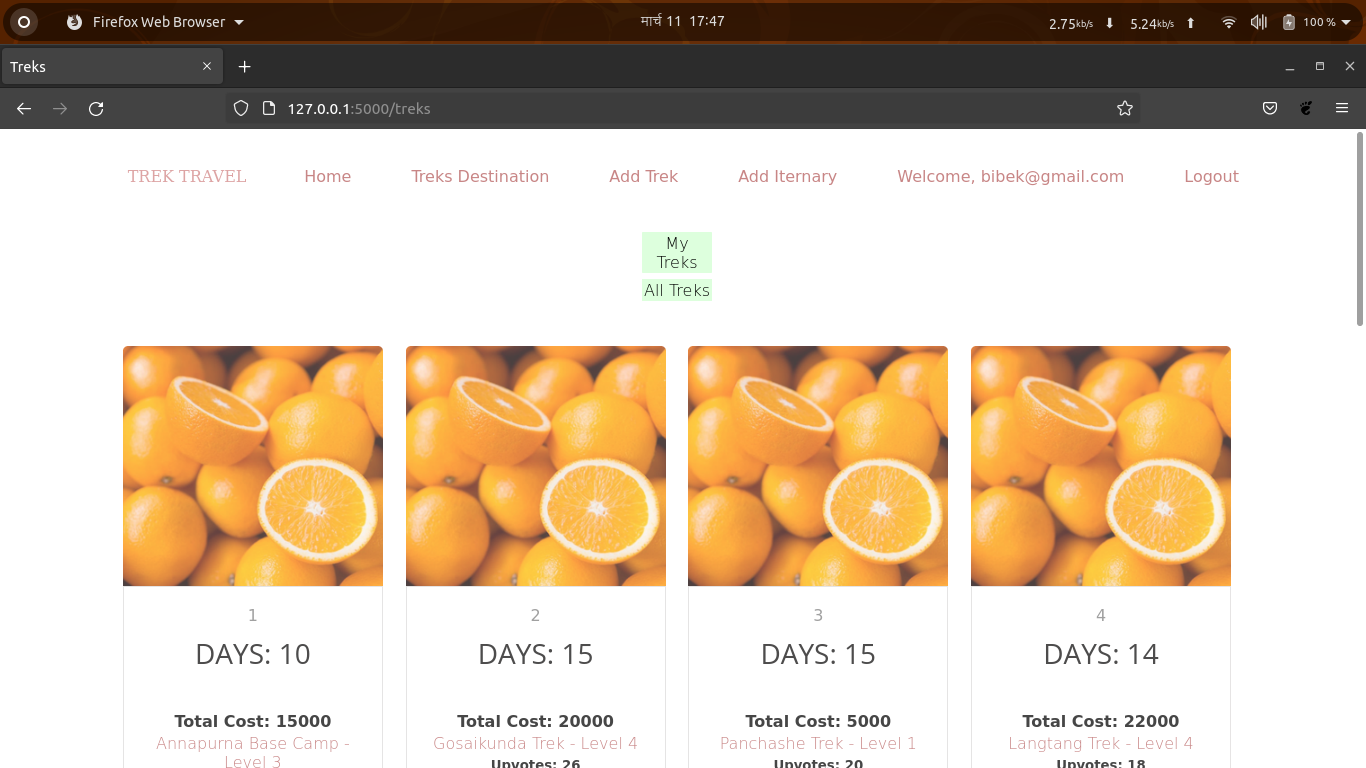 Firefox Web Browser
मार्च 11 17:47
2.75kb/s 5.24kb/s 100 %
Treks
127.0.0.1:5000/treks
TREK TRAVEL Home Treks Destination Add Trek Add Iternary Welcome, bibek@gmail.com Logout
My
Treks
All Treks
1 2 3 4
DAYS: 10 DAYS: 15 DAYS: 15 DAYS: 14
Total Cost: 15000 Total Cost: 20000 Total Cost: 5000 Total Cost: 22000
Annapurna Base Camp - Gosaikunda Trek - Level 4 Panchashe Trek - Level 1 Langtang Trek - Level 4
Level 3 Upvotes: 26 Upvotes: 20 Upvotes: 18